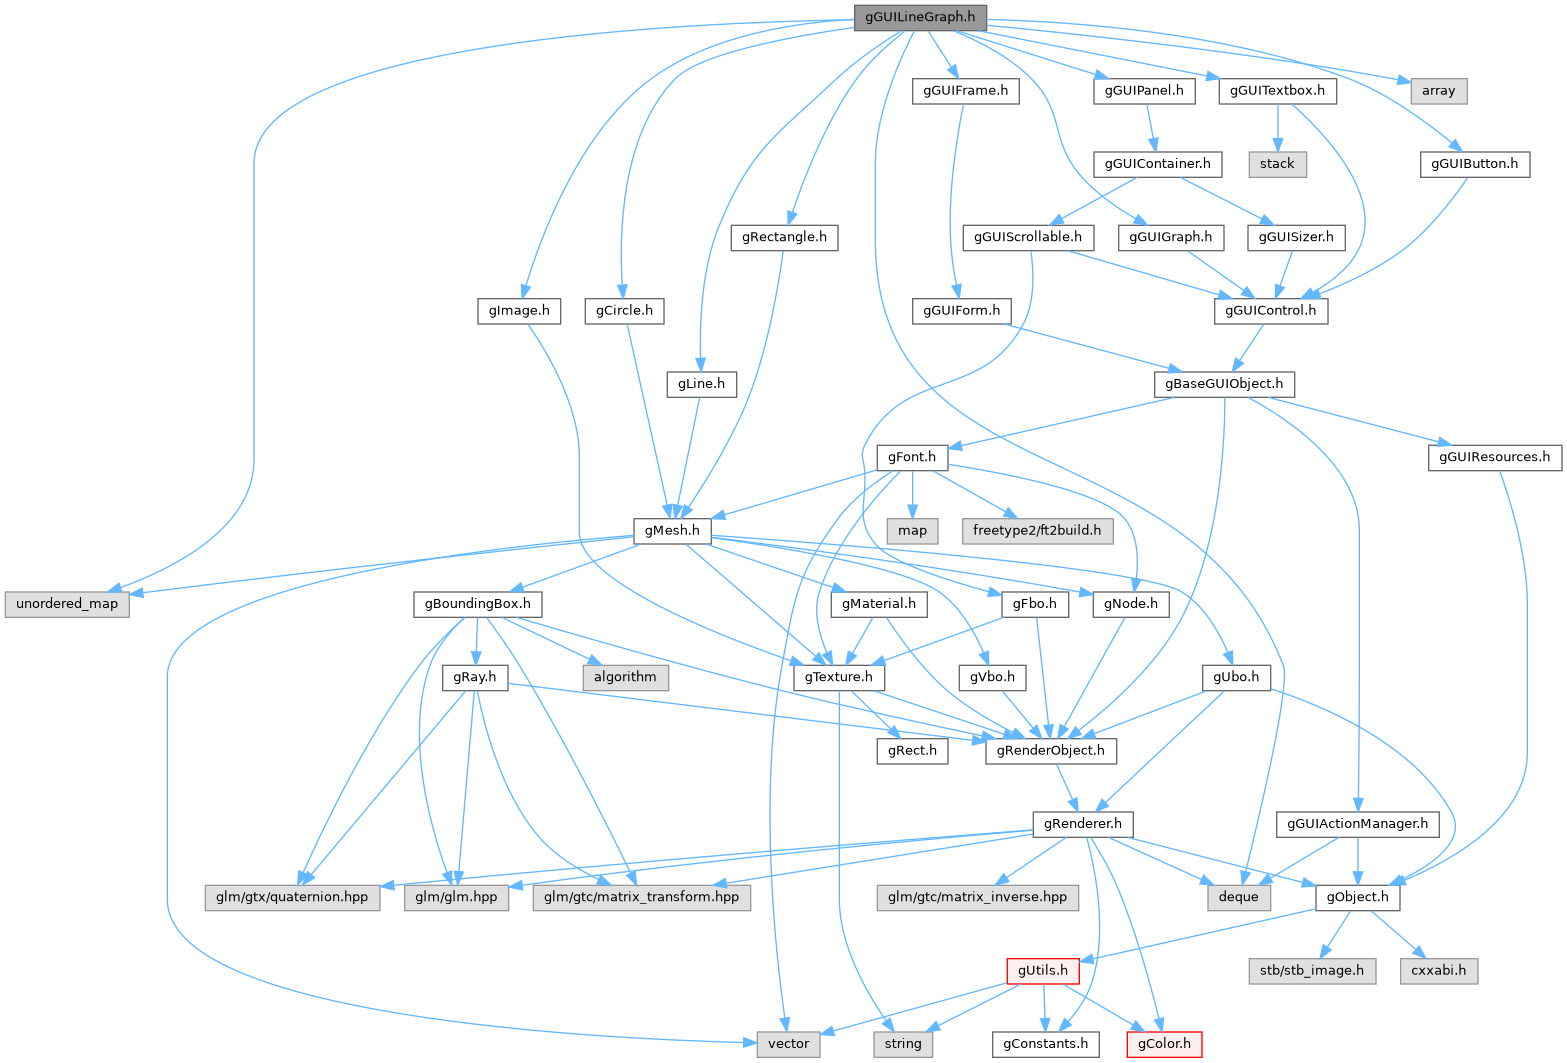 gGUILineGraph.h
gGUIFrame.h
gGUIPanel.h
gGUITextbox.h
array
gGUIContainer.h
stack
gGUIButton.h
gRectangle.h
gGUIScrollable.h
gGUIGraph.h
gGUISizer.h
gImage.h
gCircle.h
gGUIForm.h
gGUIControl.h
gLine.h
gBaseGUIObject.h
gFont.h
gGUIResources.h
gMesh.h
map
freetype2/ft2build.h
unordered_map
gBoundingBox.h
gMaterial.h
gFbo.h
gNode.h
gRay.h
algorithm
gTexture.h
gVbo.h
gUbo.h
gRect.h
gRenderObject.h
gRenderer.h
gGUIActionManager.h
glm/gtx/quaternion.hpp
glm/glm.hpp
glm/gtc/matrix_transform.hpp
glm/gtc/matrix_inverse.hpp
deque
gObject.h
gUtils.h
stb/stb_image.h
cxxabi.h
vector
string
gConstants.h
gColor.h